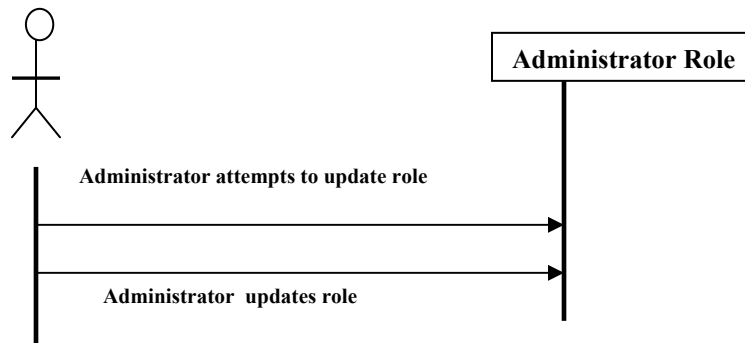 Administrator Role
Administrator attempts to update role
Administrator updates role